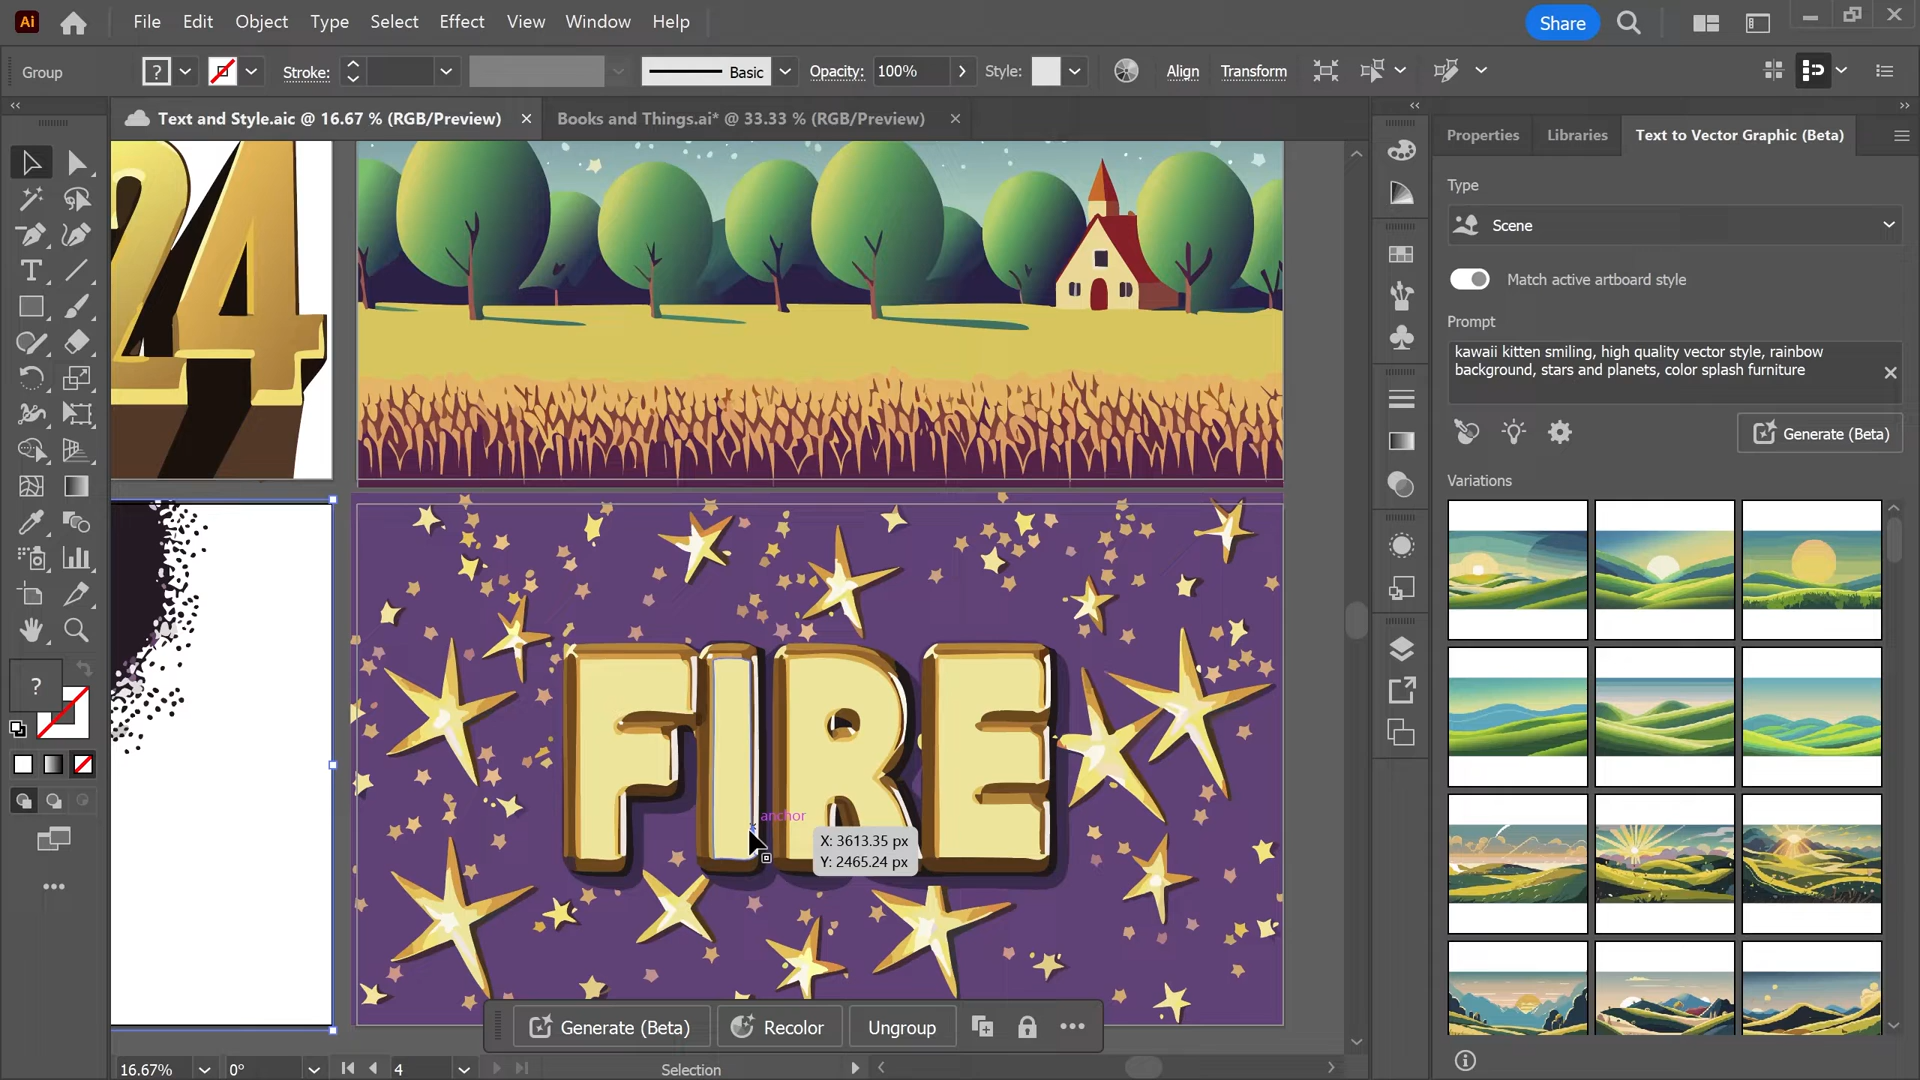 Ai
File Edit Object Type Select Effect View Window Help
Share
Group
?
Stroke:
Basic
Opacity: 100%
Style:
Align
Transform
Text and Style.aic @ 16.67 % (RGB/Preview)
Books and Things.ai* @ 33.33 % (RGB/Preview)
Properties
Libraries
Text to Vector Graphic (Beta)
Type
Scene
Match active artboard style
Prompt
kawaii kitten smiling, high quality vector style, rainbow
background, stars and planets, color splash furniture
Generate (Beta)
Variations
24
FIRE
anchor
X: 3613.35 px
Y: 2465.24 px
?
Generate (Beta)
Recolor
Ungroup
16.67%
0°
4
Selection